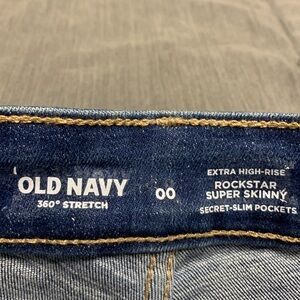 OLD NAVY
360° STRETCH
00
EXTRA HIGH-RISE
ROCKSTAR
SUPER SKINNY
SECRET-SLIM POCKETS